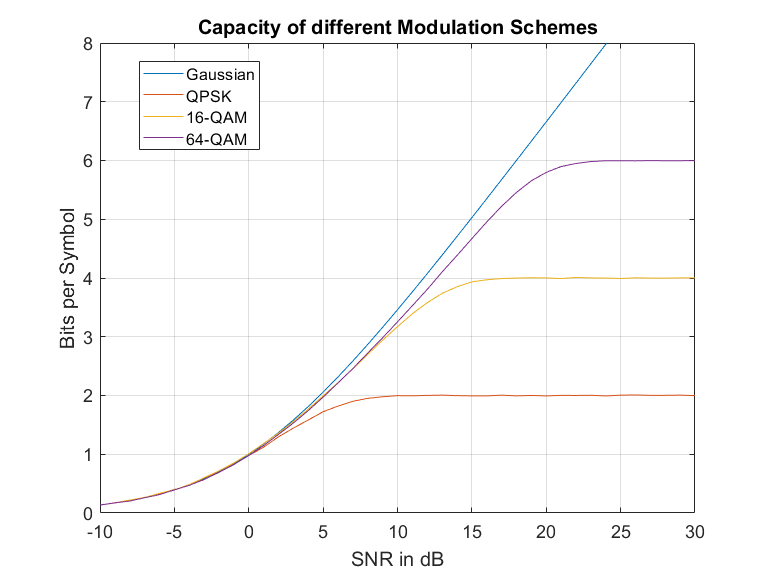 Capacity of different Modulation Schemes
8
7
6
5
4
3
2
1
0
Bits per Symbol
Gaussian
QPSK
16-QAM
64-QAM
-10 -5 0 5 10 15 20 25 30
SNR in dB